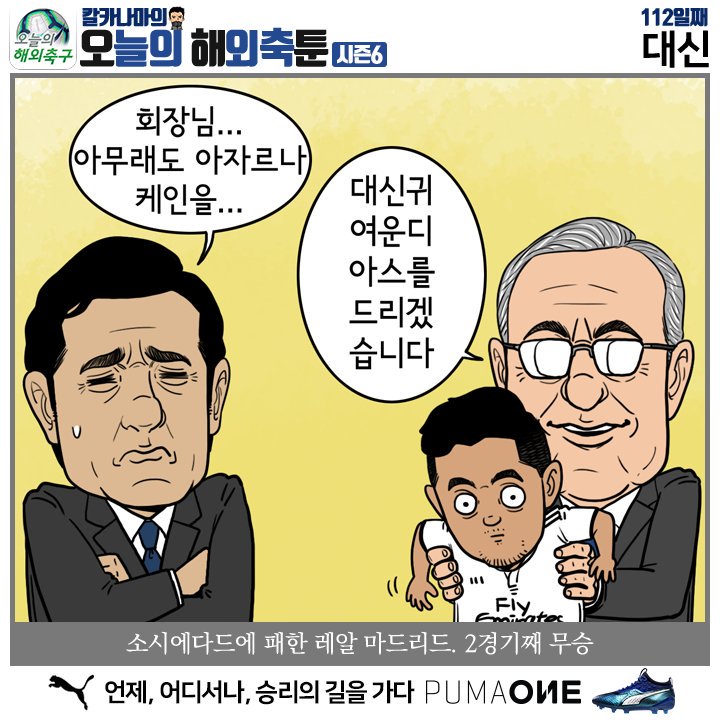 오늘의
해외축구
칼카나마의
오늘의 해외축툰 시즌6
112일째
대신
회장님...
아무래도 아자르나
케인을...
대신귀
여운디
아스를
드리겠
습니다
Fly
Emirates
소시에다드에 패한 레알 마드리드. 2경기째 무승
언제, 어디서나, 승리의 길을 가다 PUMAONE